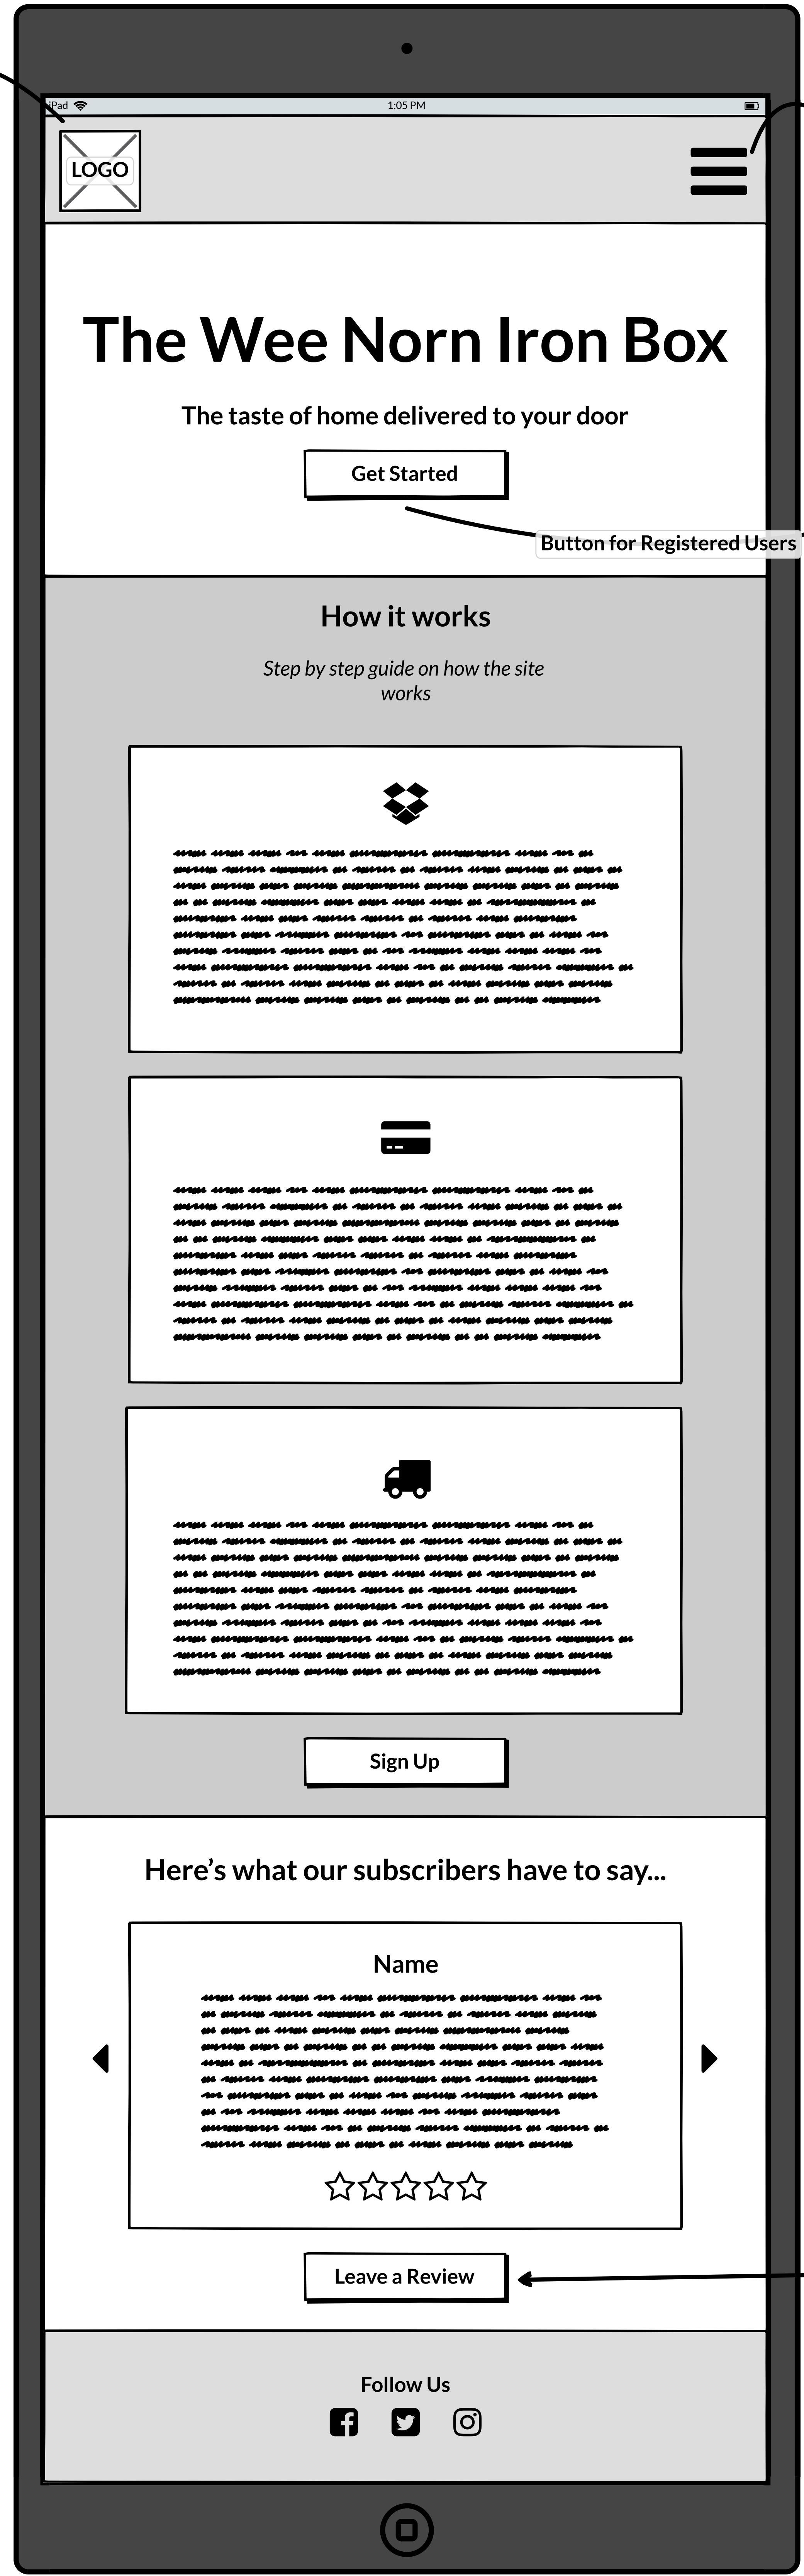 iPad
1:05 PM
LOGO
The Wee Norn Iron Box
The taste of home delivered to your door
Get Started
Button for Registered Users
How it works
Step by step guide on how the site
works
Sign Up
Here’s what our subscribers have to say...
Name
Leave a Review
Follow Us